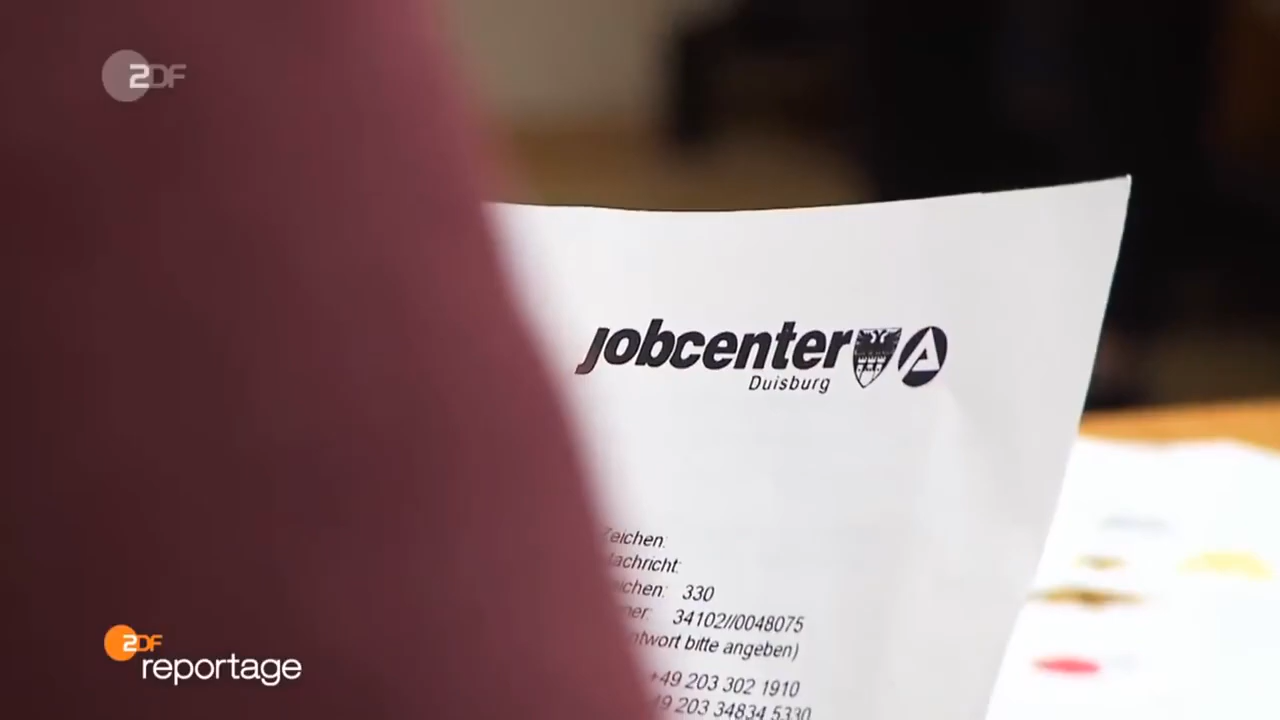 ZDF
jobcenter
Duisburg
Zeichen:
Nachricht:
ichen: 330
mer: 34102//0048075
ntwort bitte angeben)
+49 203 302 1910
49 203 34834 5330
ZDF
reportage